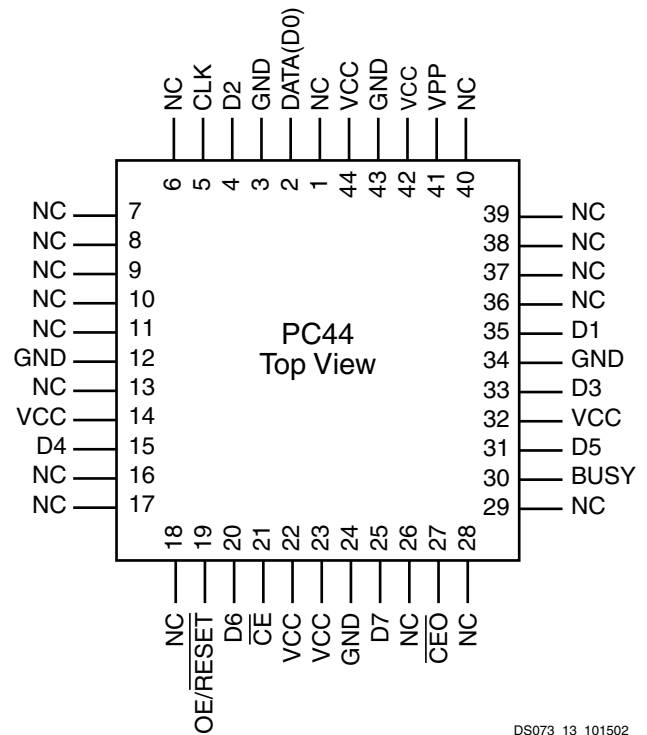 NC CLK D2 GND DATA(D0) NC VCC GND VCC VPP NC
6 5 4 3 2 1 44 43 42 41 40
NC 7
NC 8
NC 9
NC 10
NC 11
GND 12
NC 13
VCC 14
D4 15
NC 16
NC 17
PC44
Top View
39 NC
38 NC
37 NC
36 NC
35 D1
34 GND
33 D3
32 VCC
31 D5
30 BUSY
29 NC
18 19 20 21 22 23 24 25 26 27 28
NC OE/RESET D6 CE VCC VCC GND D7 NC CEO NC
DS073_13_101502